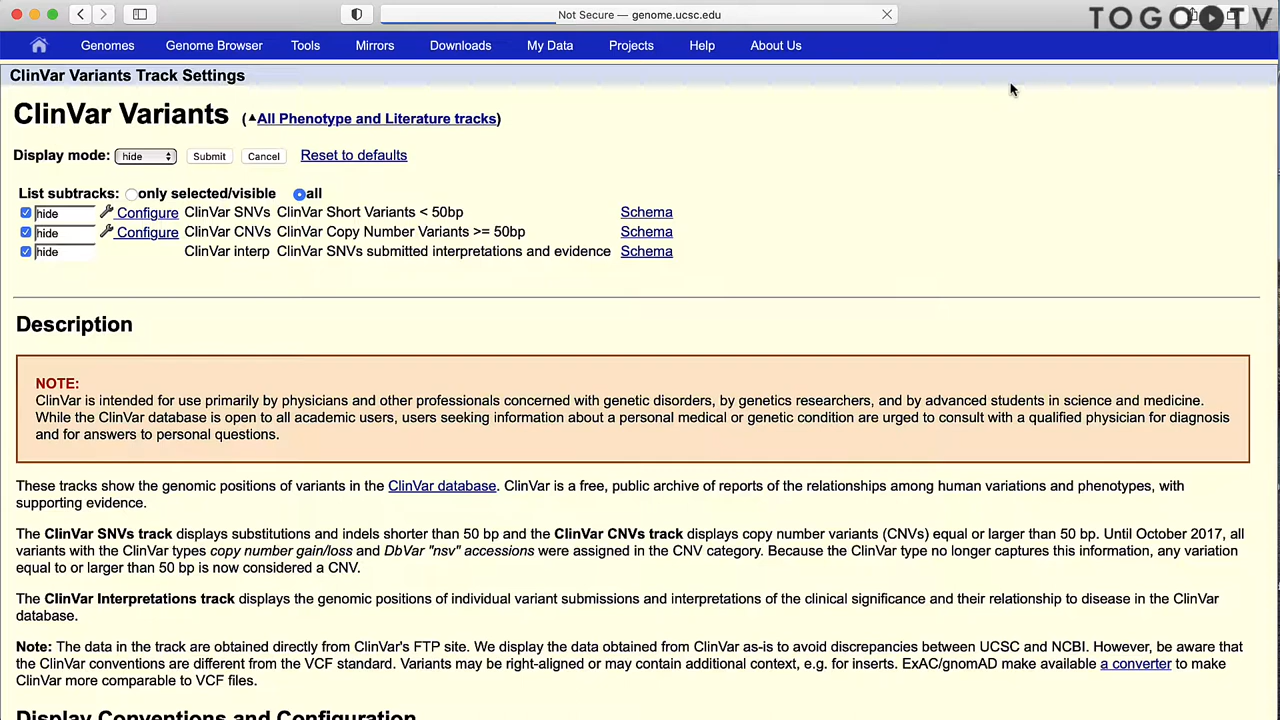 Not Secure — genome.ucsc.edu
TOGO TV
Genomes Genome Browser Tools Mirrors Downloads My Data Projects Help About Us
ClinVar Variants Track Settings
ClinVar Variants (All Phenotype and Literature tracks)
Display mode: hide Submit Cancel Reset to defaults
List subtracks: only selected/visible all
hide Configure ClinVar SNVs ClinVar Short Variants < 50bp Schema
hide Configure ClinVar CNVs ClinVar Copy Number Variants >= 50bp Schema
hide ClinVar interp ClinVar SNVs submitted interpretations and evidence Schema
Description
NOTE:
ClinVar is intended for use primarily by physicians and other professionals concerned with genetic disorders, by genetics researchers, and by advanced students in science and medicine.
While the ClinVar database is open to all academic users, users seeking information about a personal medical or genetic condition are urged to consult with a qualified physician for diagnosis
and for answers to personal questions.
These tracks show the genomic positions of variants in the ClinVar database. ClinVar is a free, public archive of reports of the relationships among human variations and phenotypes, with
supporting evidence.
The ClinVar SNVs track displays substitutions and indels shorter than 50 bp and the ClinVar CNVs track displays copy number variants (CNVs) equal or larger than 50 bp. Until October 2017, all
variants with the ClinVar types copy number gain/loss and DbVar "nsv" accessions were assigned in the CNV category. Because the ClinVar type no longer captures this information, any variation
equal to or larger than 50 bp is now considered a CNV.
The ClinVar Interpretations track displays the genomic positions of individual variant submissions and interpretations of the clinical significance and their relationship to disease in the ClinVar
database.
Note: The data in the track are obtained directly from ClinVar's FTP site. We display the data obtained from ClinVar as-is to avoid discrepancies between UCSC and NCBI. However, be aware that
the ClinVar conventions are different from the VCF standard. Variants may be right-aligned or may contain additional context, e.g. for inserts. ExAC/gnomAD make available a converter to make
ClinVar more comparable to VCF files.
Display Conventions and Configuration